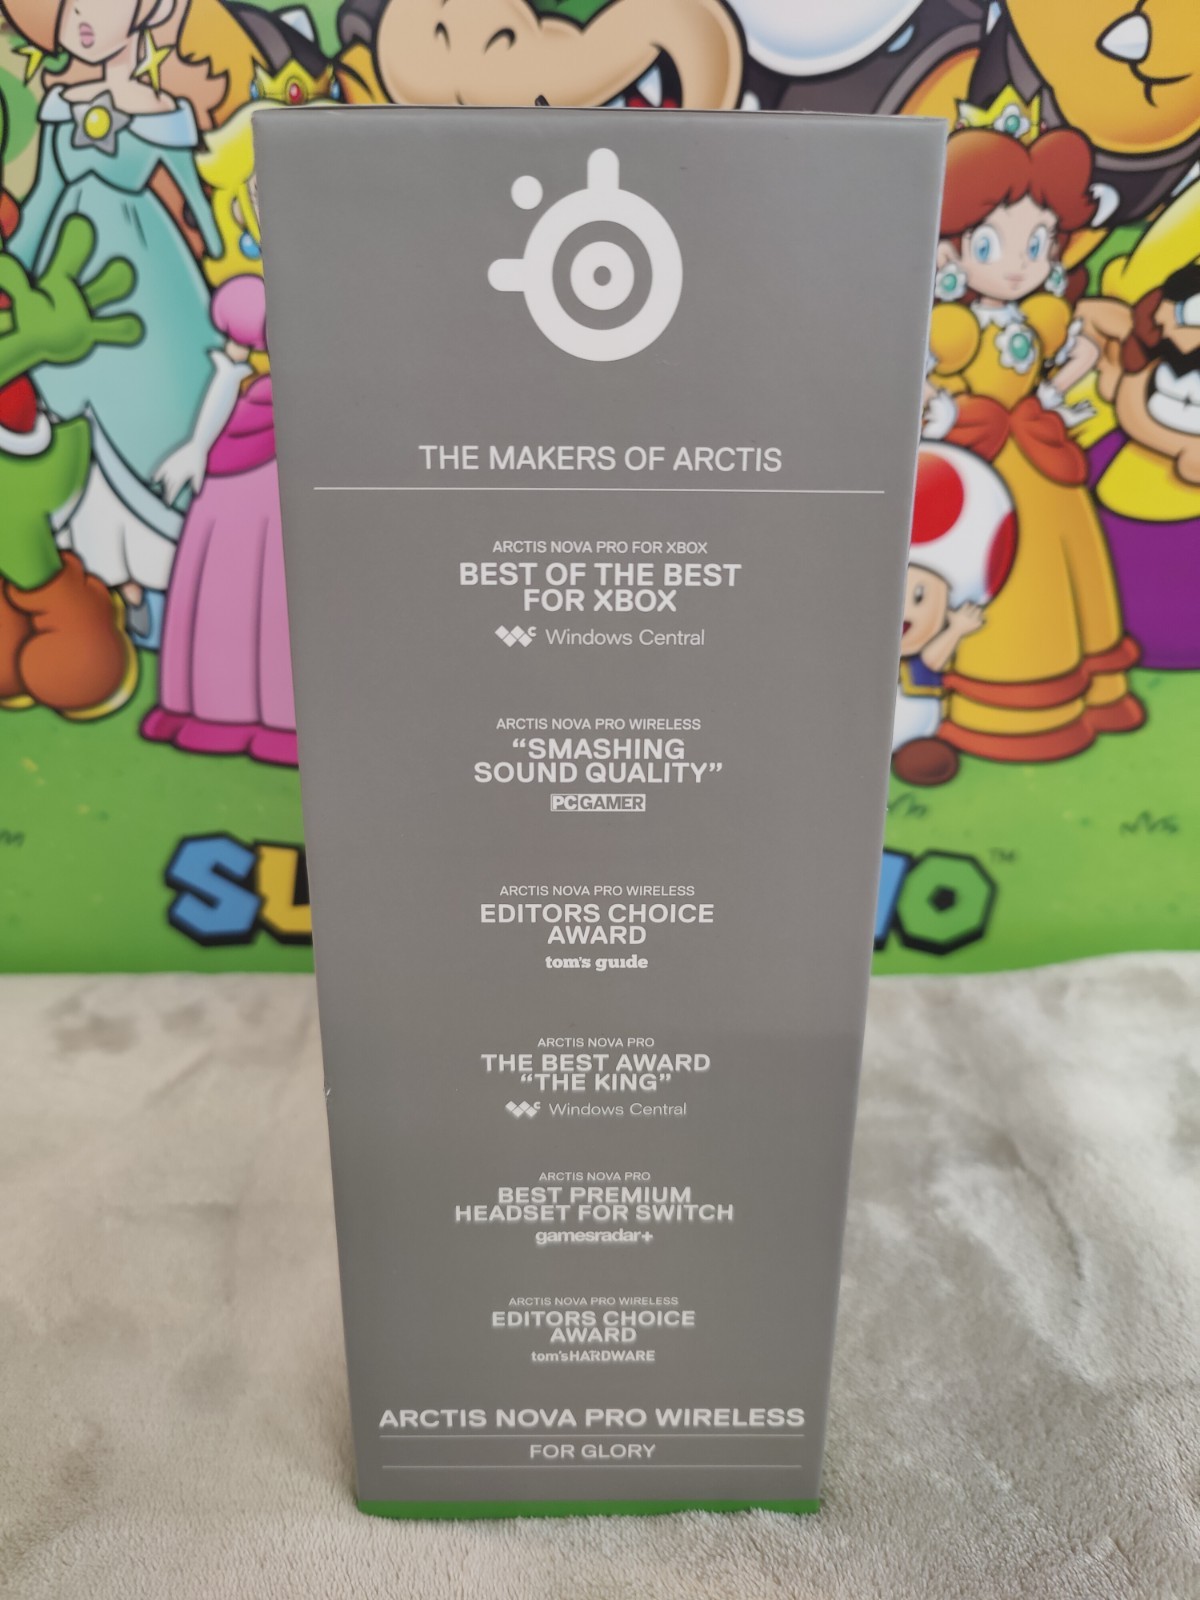 THE MAKERS OF ARCTIS
ARCTIS NOVA PRO FOR XBOX
BEST OF THE BEST
FOR XBOX
Windows Central
ARCTIS NOVA PRO WIRELESS
“SMASHING
SOUND QUALITY”
PC GAMER
ARCTIS NOVA PRO WIRELESS
EDITORS CHOICE
AWARD
tom's guide
ARCTIS NOVA PRO
THE BEST AWARD
“THE KING”
Windows Central
ARCTIS NOVA PRO
BEST PREMIUM
HEADSET FOR SWITCH
gamesradar+
ARCTIS NOVA PRO WIRELESS
EDITORS CHOICE
AWARD
tom'sHARDWARE
ARCTIS NOVA PRO WIRELESS
FOR GLORY